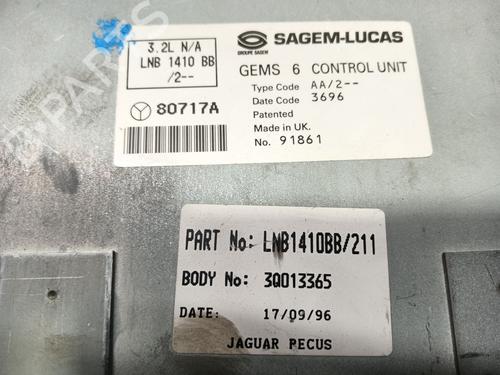 3.2L N/A
LNB 1410 BB
/2--
80717A
GROUPE SAGEM
SAGEM-LUCAS
GEMS 6 CONTROL UNIT
Type Code AA/2--
Date Code 3696
Patented
Made in UK.
No. 91861
PART No: LNB1410BB/211
BODY No: 3Q013365
DATE: 17/09/96
JAGUAR PECUS